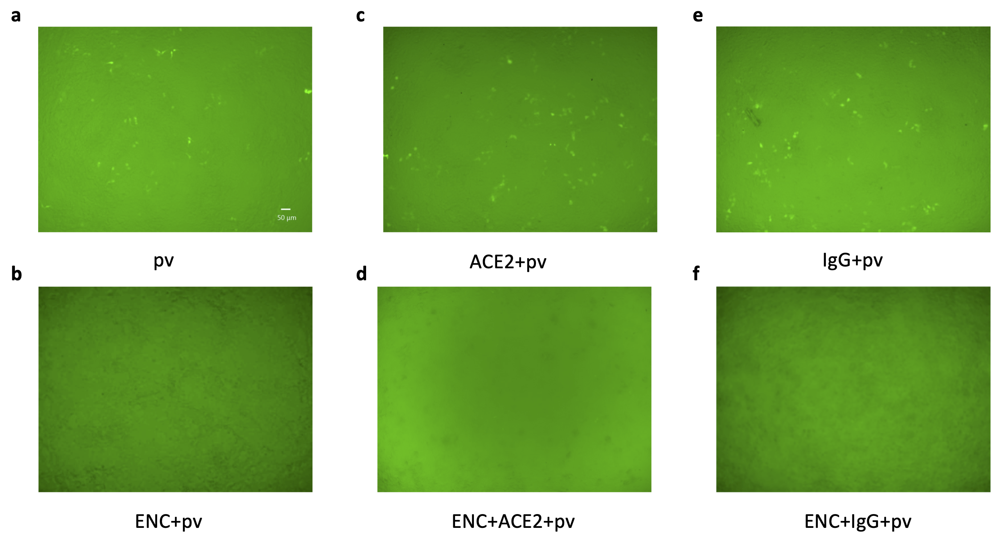 a
c
e
50 µm
pv
ACE2+pv
IgG+pv
b
d
f
ENC+pv
ENC+ACE2+pv
ENC+IgG+pv